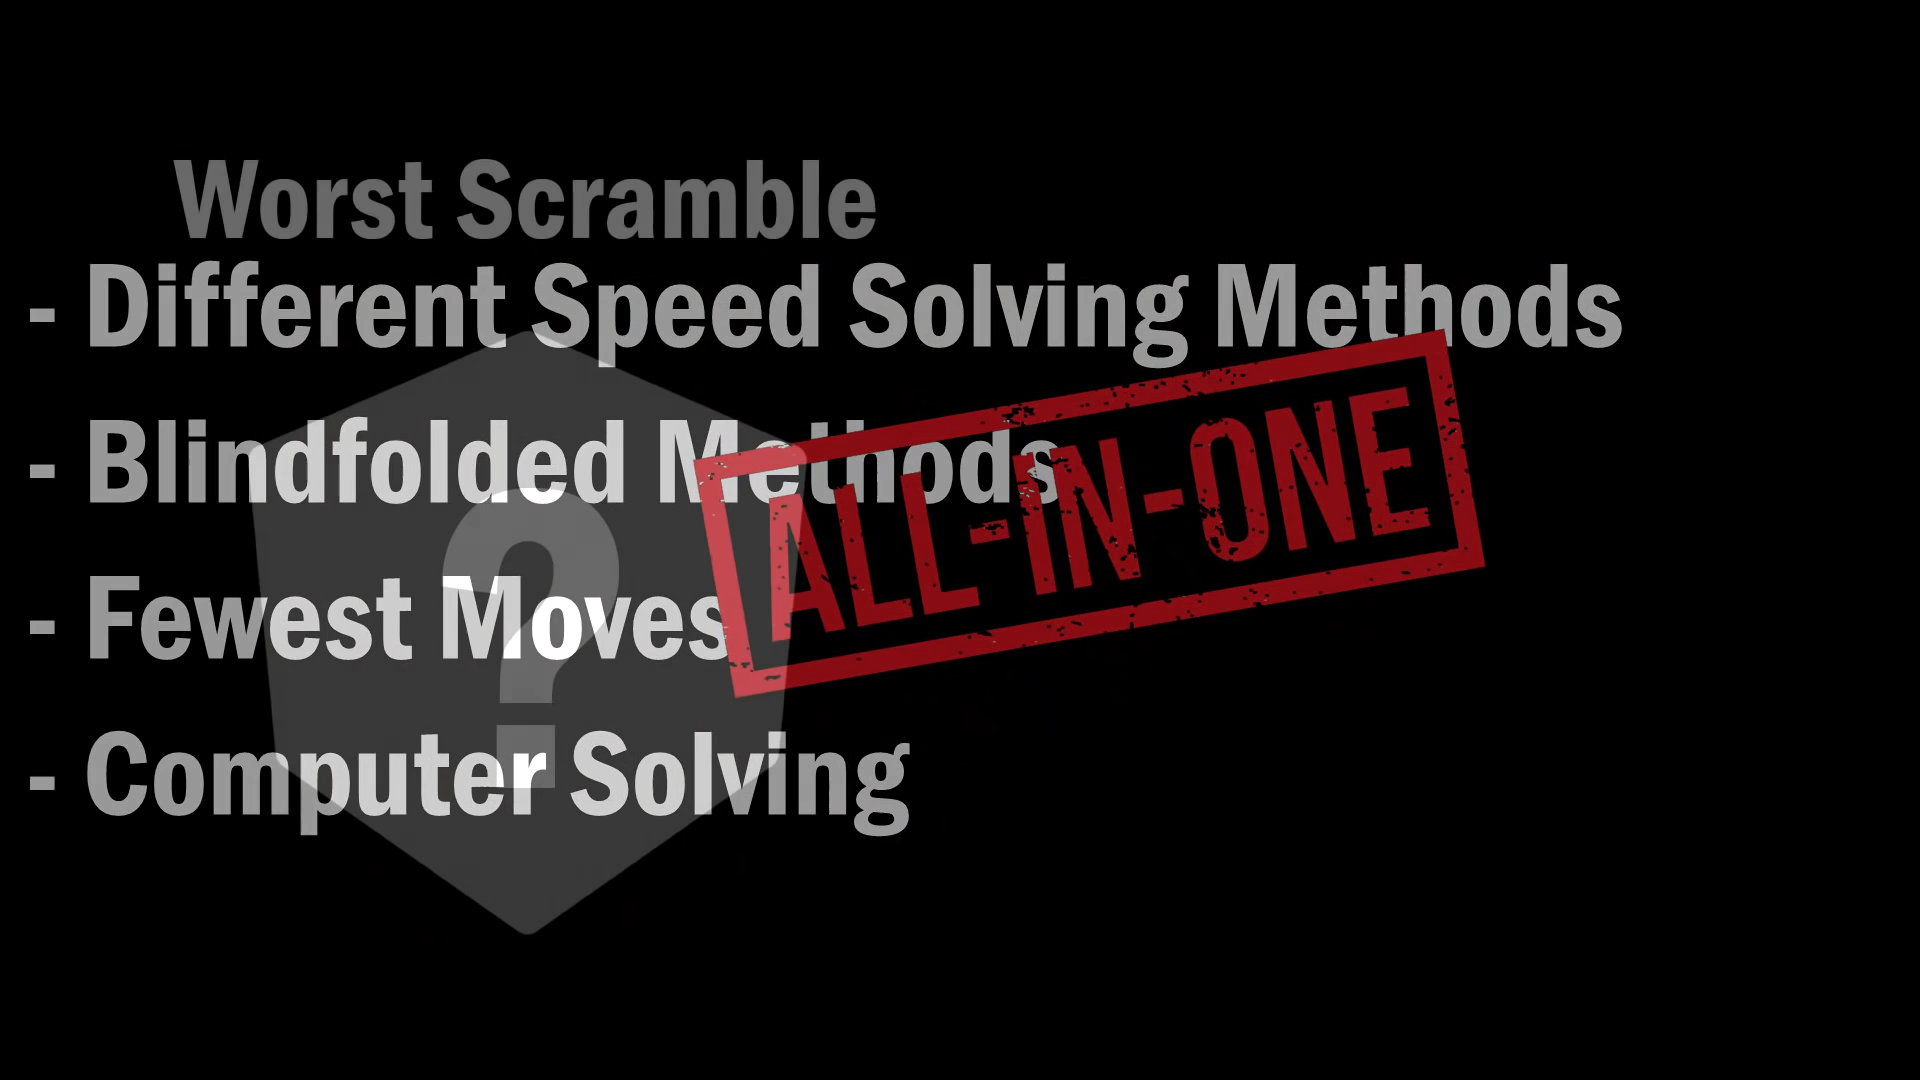 Worst Scramble
- Different Speed Solving Methods
- Blindfolded Methods
- Fewest Moves
- Computer Solving
ALL-IN-ONE
?